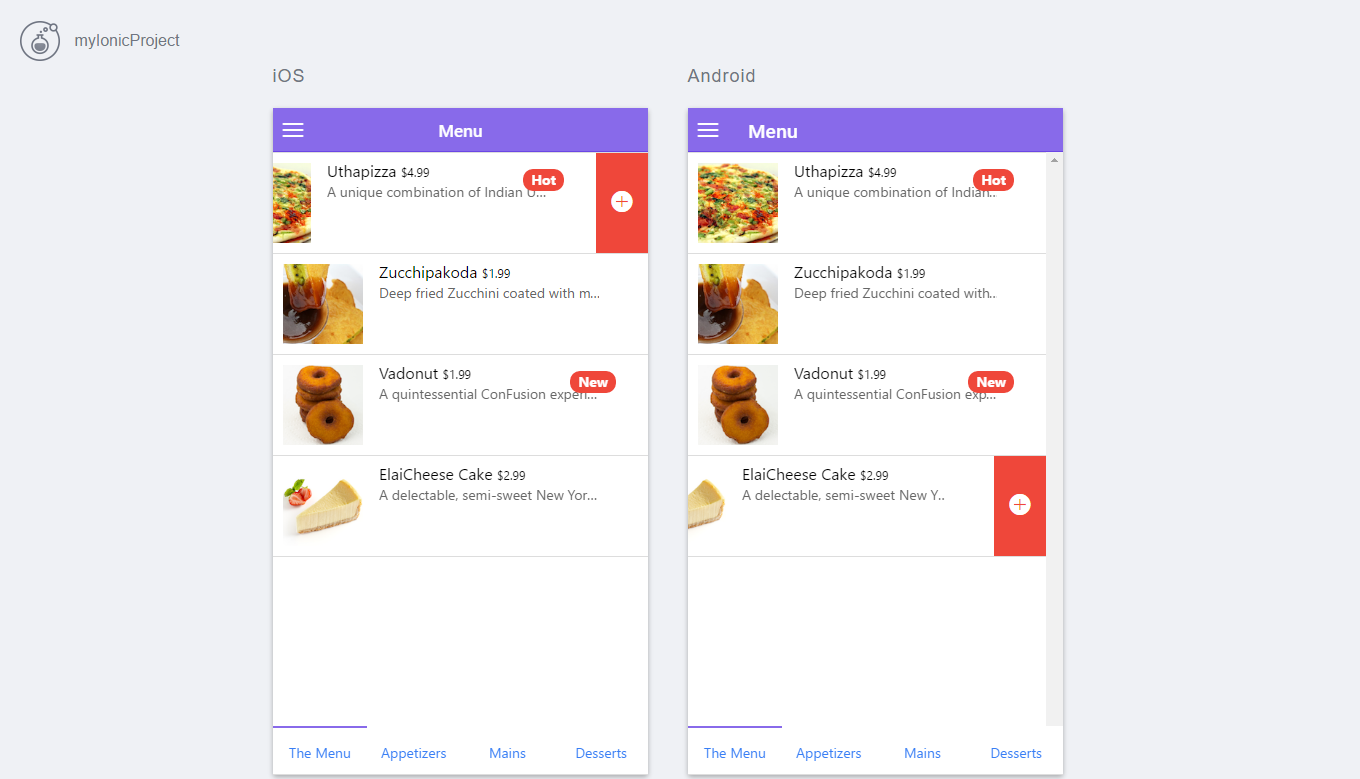 myIonicProject
iOS
Menu
Uthapizza $4.99
Hot
A unique combination of Indian U...
Zucchipakoda $1.99
Deep fried Zucchini coated with m...
Vadonut $1.99
New
A quintessential ConFusion experi...
ElaiCheese Cake $2.99
A delectable, semi-sweet New Yor...
The Menu Appetizers Mains Desserts
Android
Menu
Uthapizza $4.99
Hot
A unique combination of Indian..
Zucchipakoda $1.99
Deep fried Zucchini coated with..
Vadonut $1.99
New
A quintessential ConFusion exp...
ElaiCheese Cake $2.99
A delectable, semi-sweet New Y..
The Menu Appetizers Mains Desserts